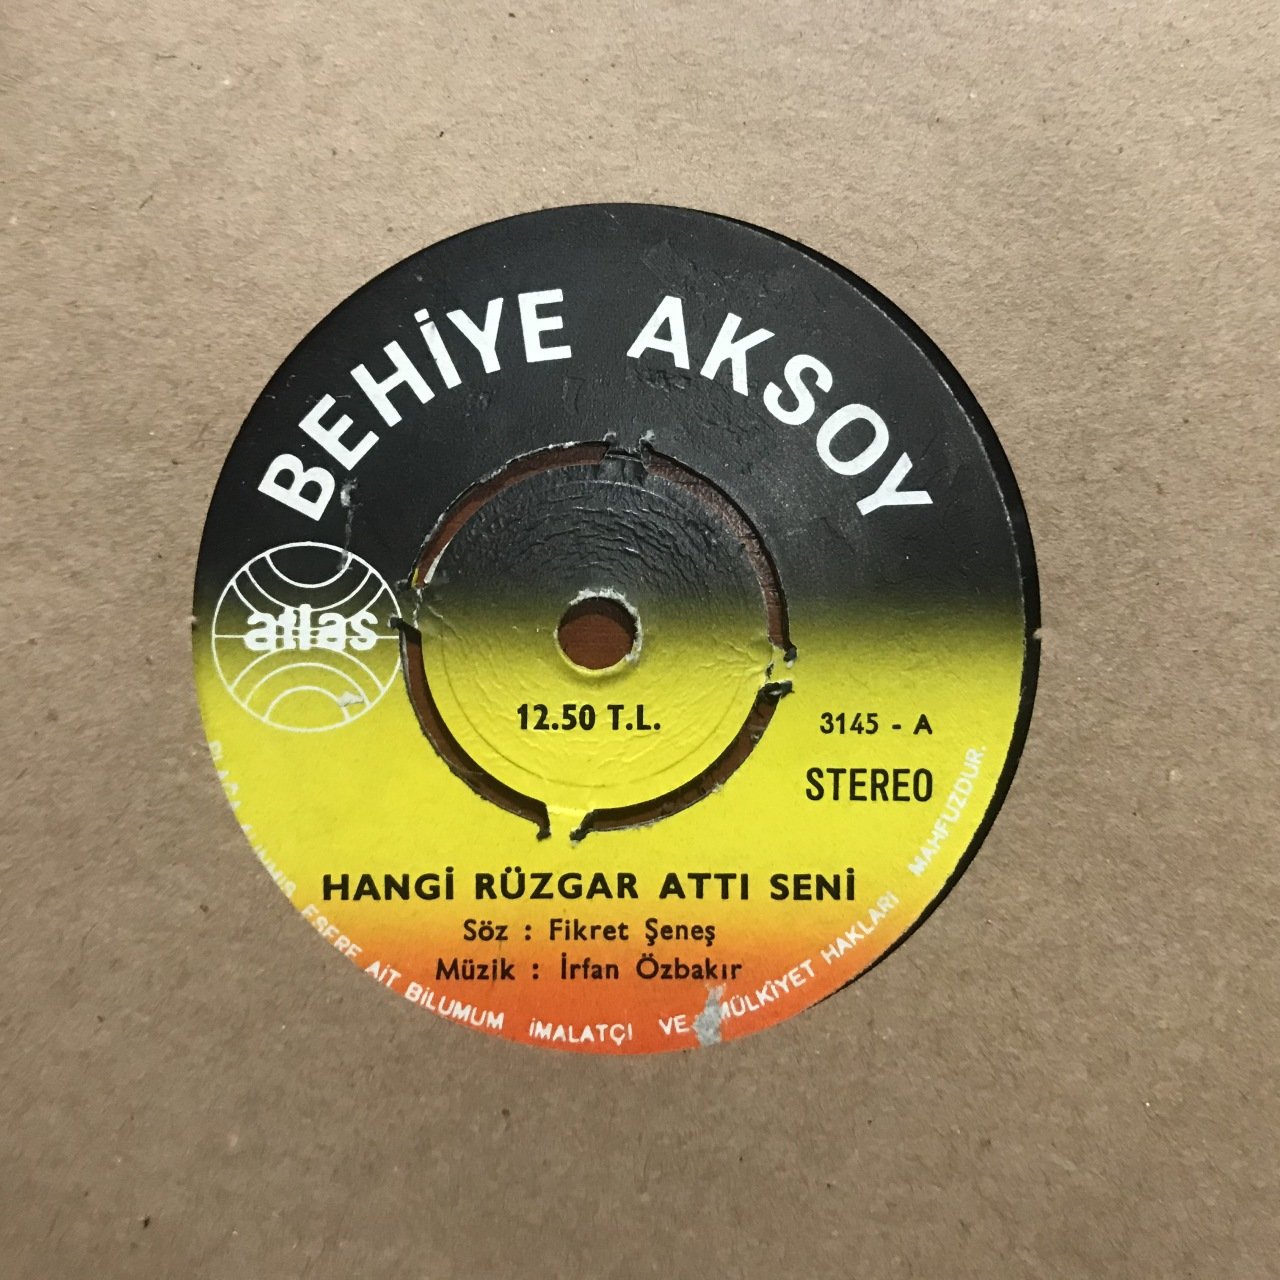 BEHİYE AKSOY
atlas
12.50 T.L.
3145 - A
STEREO
HANGİ RÜZGAR ATTI SENİ
Söz : Fikret Şeneş
Müzik : İrfan Özbakır
ESERE AİT BİLUMUM İMALATÇI VE MÜLKİYET HAKLARI MAHFUZDUR.